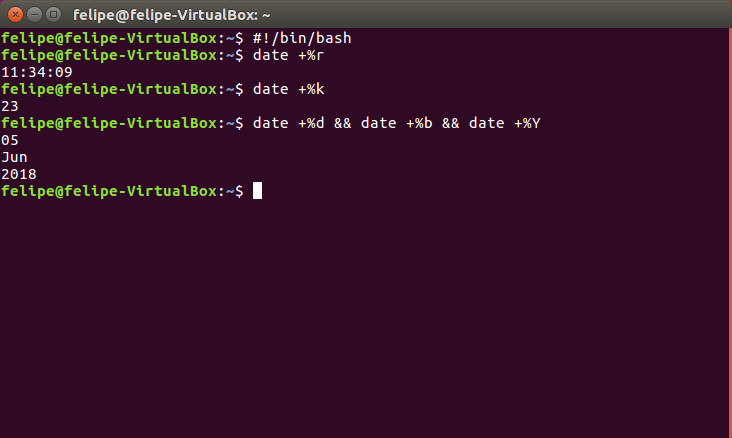 felipe@felipe-VirtualBox: ~
felipe@felipe-VirtualBox:~$ #!/bin/bash
felipe@felipe-VirtualBox:~$ date +%r
11:34:09
felipe@felipe-VirtualBox:~$ date +%k
23
felipe@felipe-VirtualBox:~$ date +%d && date +%b && date +%Y
05
Jun
2018
felipe@felipe-VirtualBox:~$